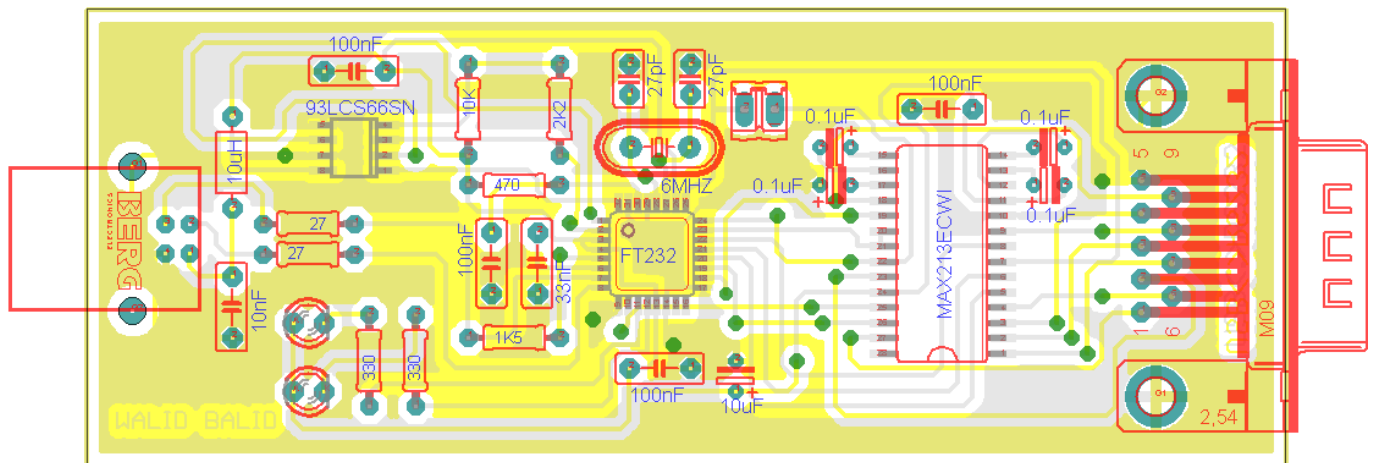 100nF
27pF
27pF
10K
2K2
93LCS66SN
100nF
0.1uF
0.1uF
5
9
10uH
470
6MHZ
0.1uF
0.1uF
BERG
ELECTRONICS
27
27
FT232
MAX213ECWI
100nF
33nF
10nF
1K5
330
330
1
6
M09
100nF
10uF
2,54
WALID BALID